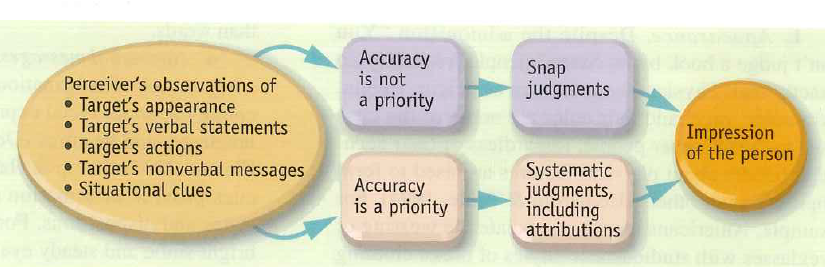 Perceiver's observations of
• Target's appearance
• Target's verbal statements
• Target's actions
• Target's nonverbal messages
• Situational clues
Accuracy
is not
a priority
Snap
judgments
Accuracy
is a priority
Systematic
judgments,
including
attributions
Impression
of the person